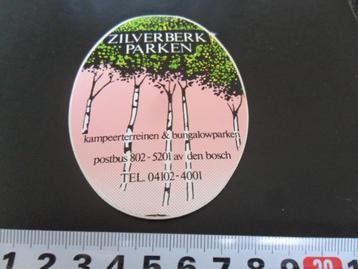 ZILVERBERK
PARKEN
kampeerterreinen & bungalowparken
postbus 802-5201 av den bosch
TEL. 04102-4001
1 2 3 4 5 6 7 8 9 10